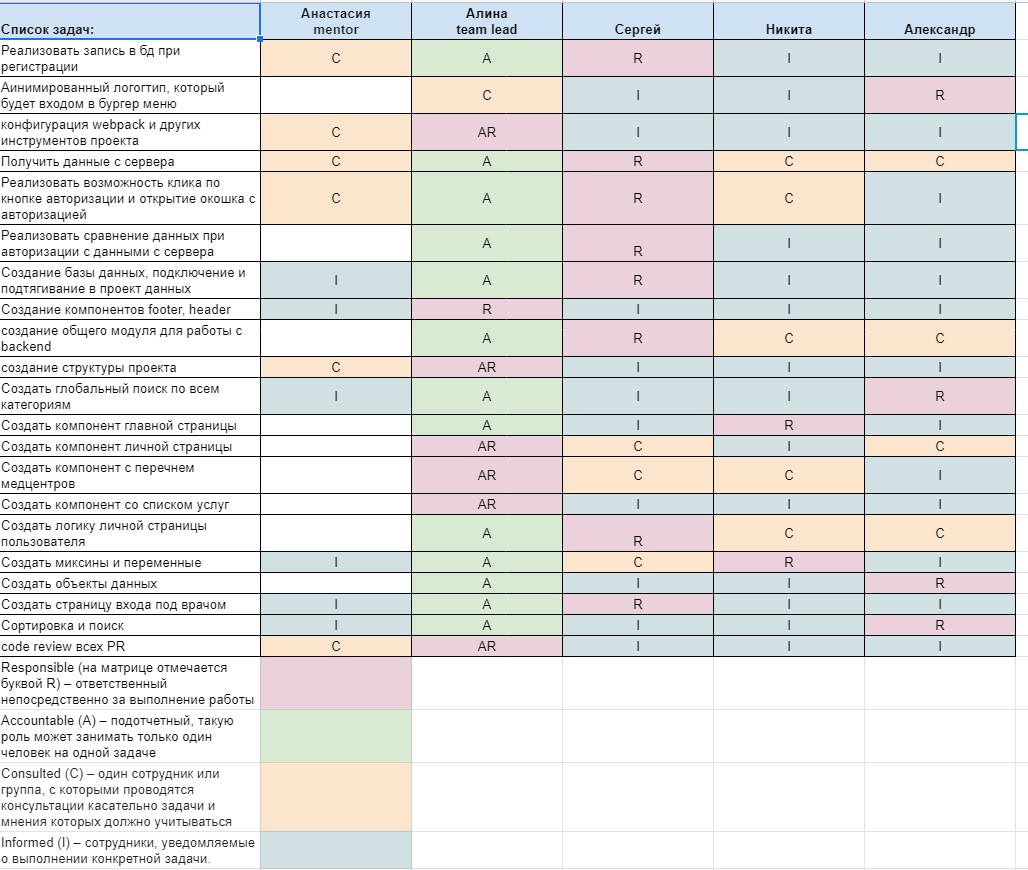 Анастасия mentor Алина team lead
Список задач: Сергей Никита Александр
Реализовать запись в бд при
регистрации C A R I I
Аинимированный логогтип, который
будет входом в бургер меню C I I R
конфигурация webpack и других
инструментов проекта C AR I I I
Получить данные с сервера C A R C C
Реализовать возможность клика по
кнопке авторизации и открытие окошка с
авторизацией C A R C I
Реализовать сравнение данных при
авторизации с данными с сервера A R I I
Создание базы данных, подключение и
подтягивание в проект данных I A R I I
Создание компонентов footer, header I R I I I
создание общего модуля для работы с
backend A R C C
создание структуры проекта C AR I I I
Создать глобальный поиск по всем
категориям I A I I R
Создать компонент главной страницы A I R I
Создать компонент личной страницы AR C I C
Создать компонент с перечнем
медцентров AR C C I
Создать компонент со списком услуг AR I I I
Создать логику личной страницы
пользователя A R C C
Создать миксины и переменные I A C R I
Создать объекты данных A I I R
Создать страницу входа под врачом I A R I I
Сортировка и поиск I A I I R
code review всех PR C AR I I I
Responsible (на матрице отмечается
буквой R) – ответственный
непосредственно за выполнение работы
Accountable (A) – подотчетный, такую
роль может занимать только один
человек на одной задаче
Consulted (C) – один сотрудник или
группа, с которыми проводятся
консультации касательно задачи и
мнения которых должно учитываться
Informed (I) – сотрудники, уведомляемые
о выполнении конкретной задачи.